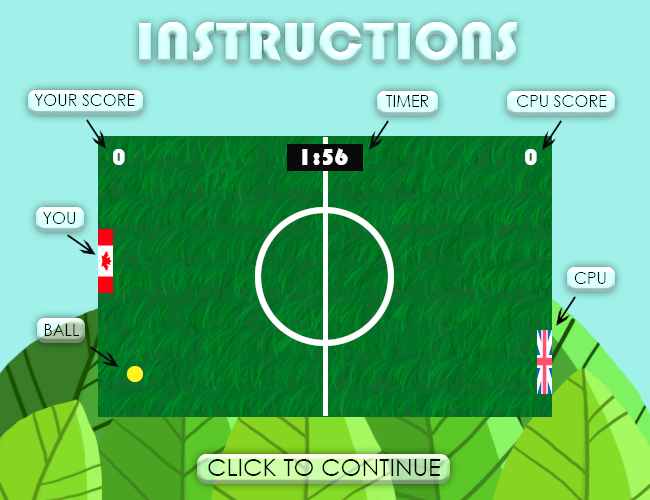 INSTRUCTIONS
YOUR SCORE
TIMER
CPU SCORE
0
1:56
0
YOU
CPU
BALL
CLICK TO CONTINUE